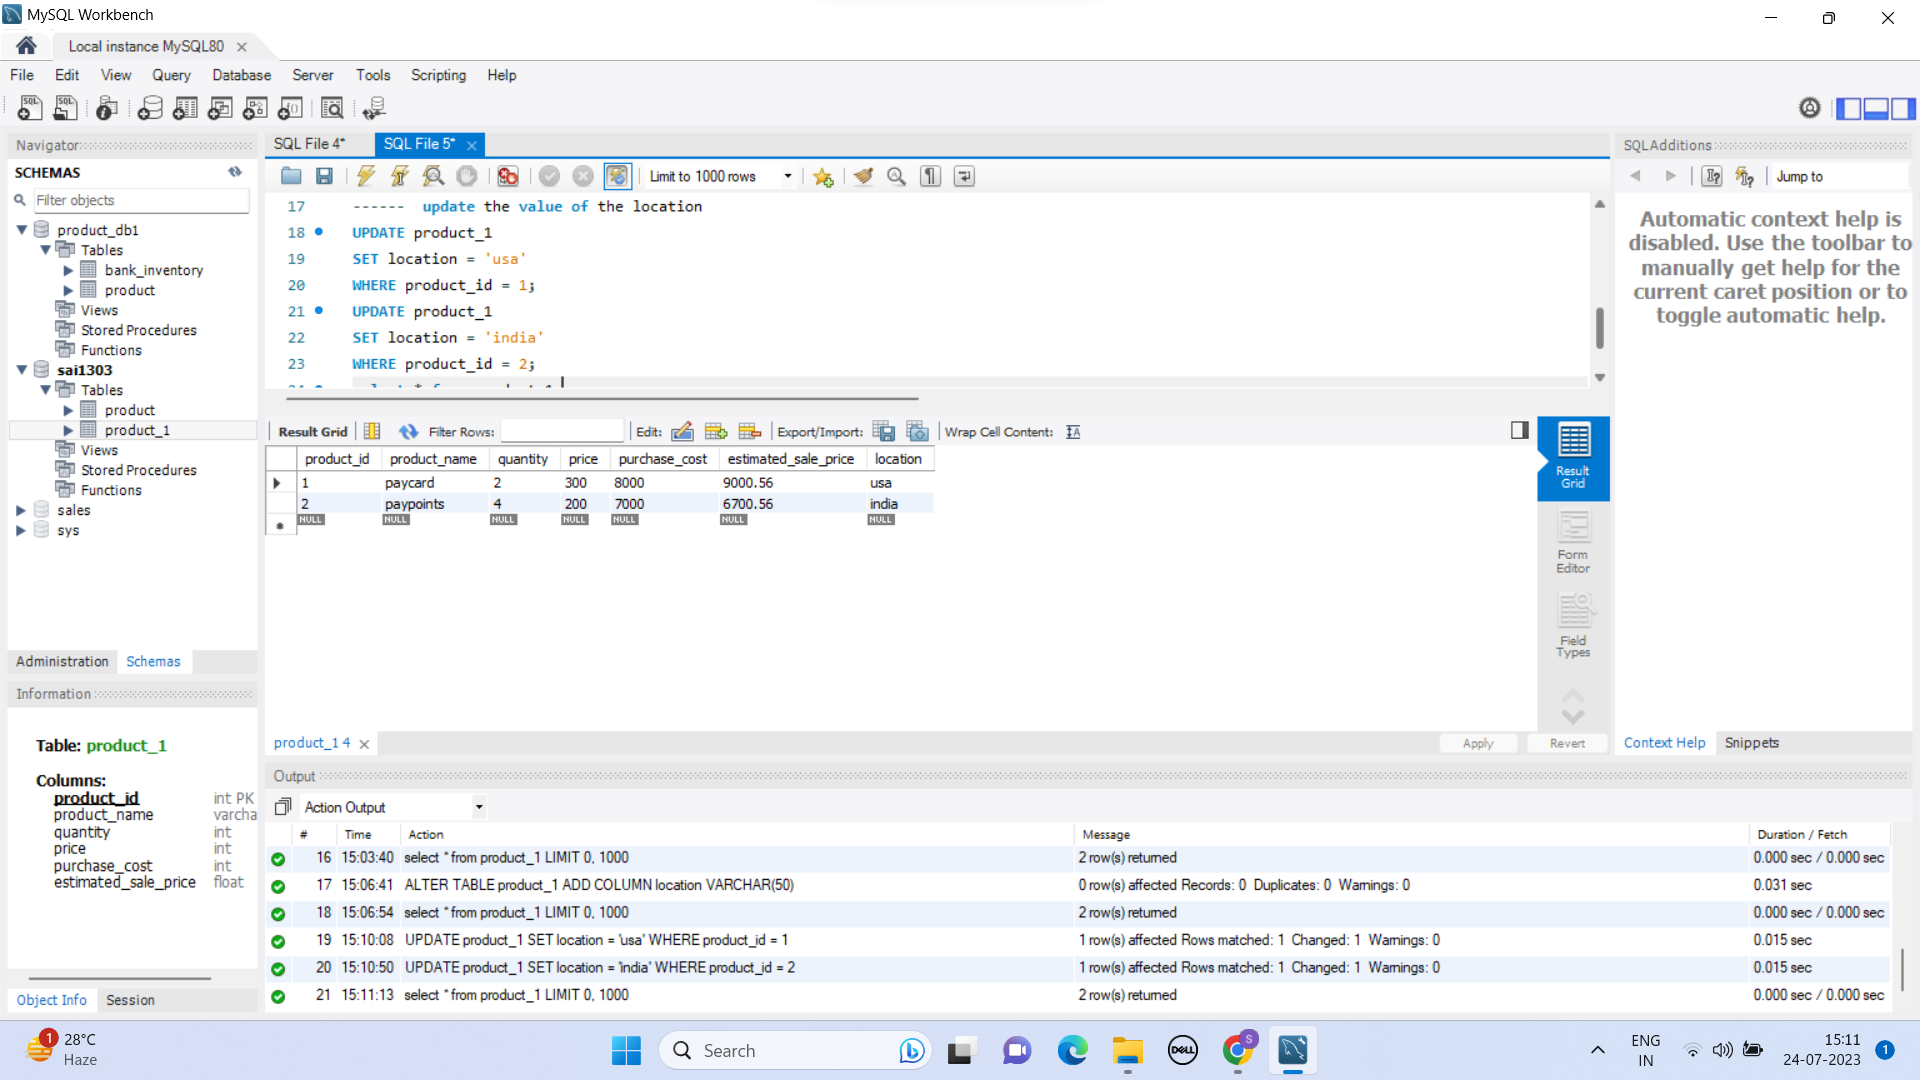 MySQL Workbench
Local instance MySQL80
File Edit View Query Database Server Tools Scripting Help
Navigator
SCHEMAS
Filter objects
product_db1
Tables
bank_inventory
product
Views
Stored Procedures
Functions
sai1303
Tables
product
product_1
Views
Stored Procedures
Functions
sales
sys
Administration Schemas
Information
Table: product_1
Columns:
product_id int PK
product_name varcha
quantity int
price int
purchase_cost int
estimated_sale_price float
Object Info Session
SQL File 4* SQL File 5*
Limit to 1000 rows
17 ------ update the value of the location
18 UPDATE product_1
19 SET location = 'usa'
20 WHERE product_id = 1;
21 UPDATE product_1
22 SET location = 'india'
23 WHERE product_id = 2;
Result Grid Filter Rows: Edit: Export/Import: Wrap Cell Content:
product_id product_name quantity price purchase_cost estimated_sale_price location
1 paycard 2 300 8000 9000.56 usa
2 paypoints 4 200 7000 6700.56 india
NULL NULL NULL NULL NULL NULL NULL
Result
Grid
Form
Editor
Field
Types
product_1 4
Apply Revert
SQLAdditions
Jump to
Automatic context help is
disabled. Use the toolbar to
manually get help for the
current caret position or to
toggle automatic help.
Context Help Snippets
Output
Action Output
# Time Action Message Duration / Fetch
16 15:03:40 select * from product_1 LIMIT 0, 1000 2 row(s) returned 0.000 sec / 0.000 sec
17 15:06:41 ALTER TABLE product_1 ADD COLUMN location VARCHAR(50) 0 row(s) affected Records: 0 Duplicates: 0 Warnings: 0 0.031 sec
18 15:06:54 select * from product_1 LIMIT 0, 1000 2 row(s) returned 0.000 sec / 0.000 sec
19 15:10:08 UPDATE product_1 SET location = 'usa' WHERE product_id = 1 1 row(s) affected Rows matched: 1 Changed: 1 Warnings: 0 0.015 sec
20 15:10:50 UPDATE product_1 SET location = 'india' WHERE product_id = 2 1 row(s) affected Rows matched: 1 Changed: 1 Warnings: 0 0.015 sec
21 15:11:13 select * from product_1 LIMIT 0, 1000 2 row(s) returned 0.000 sec / 0.000 sec
1
28°C
Haze
Search
DELL
S
ENG
IN
15:11
24-07-2023
1